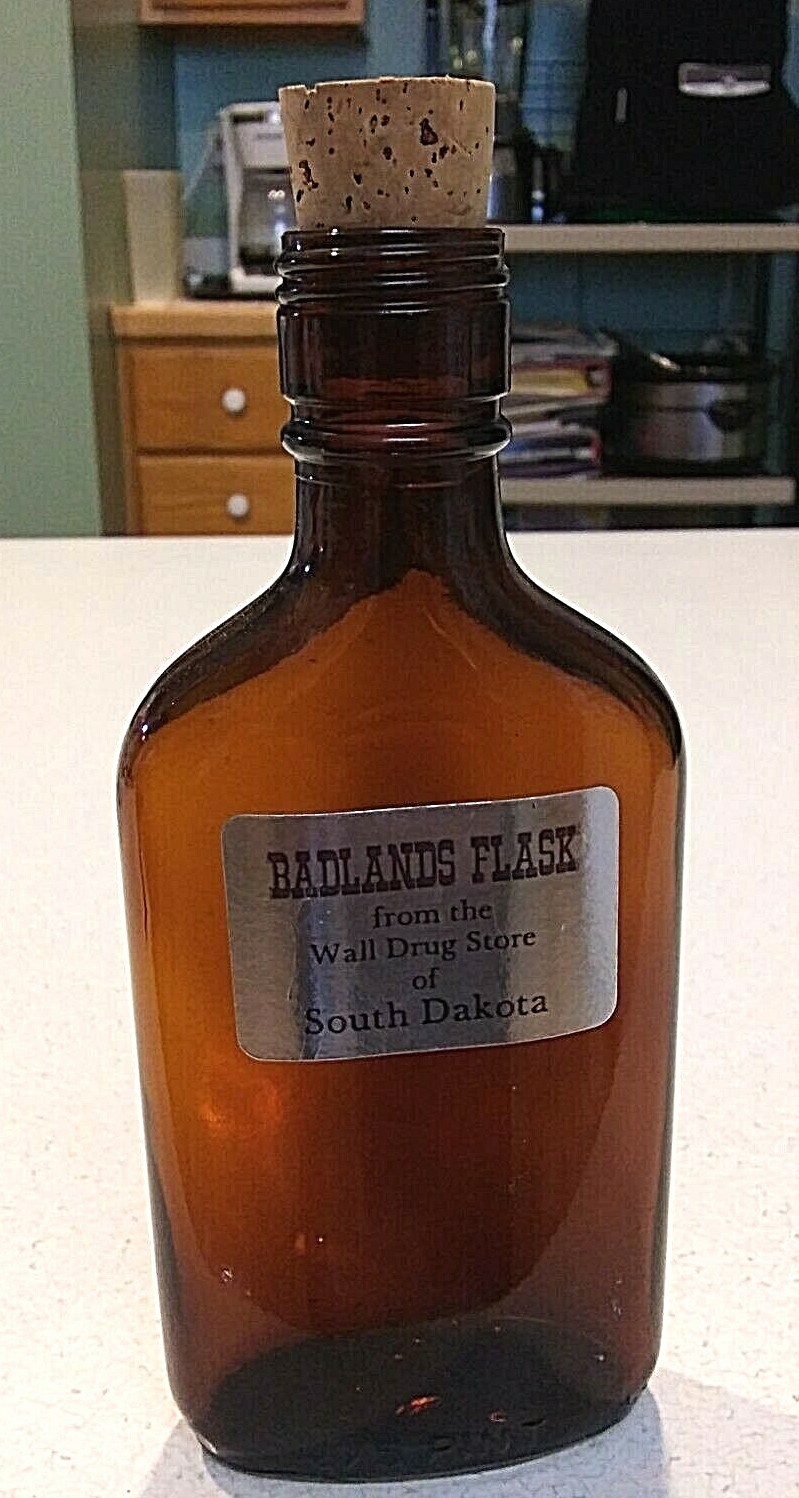 BADLANDS FLASK
from the
Wall Drug Store
of
South Dakota